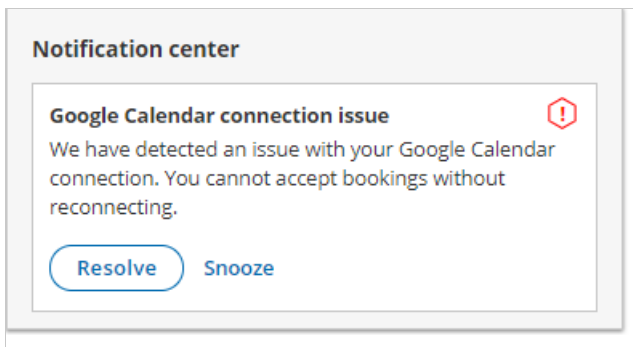 Notification center
Google Calendar connection issue
We have detected an issue with your Google Calendar
connection. You cannot accept bookings without
reconnecting.
Resolve Snooze